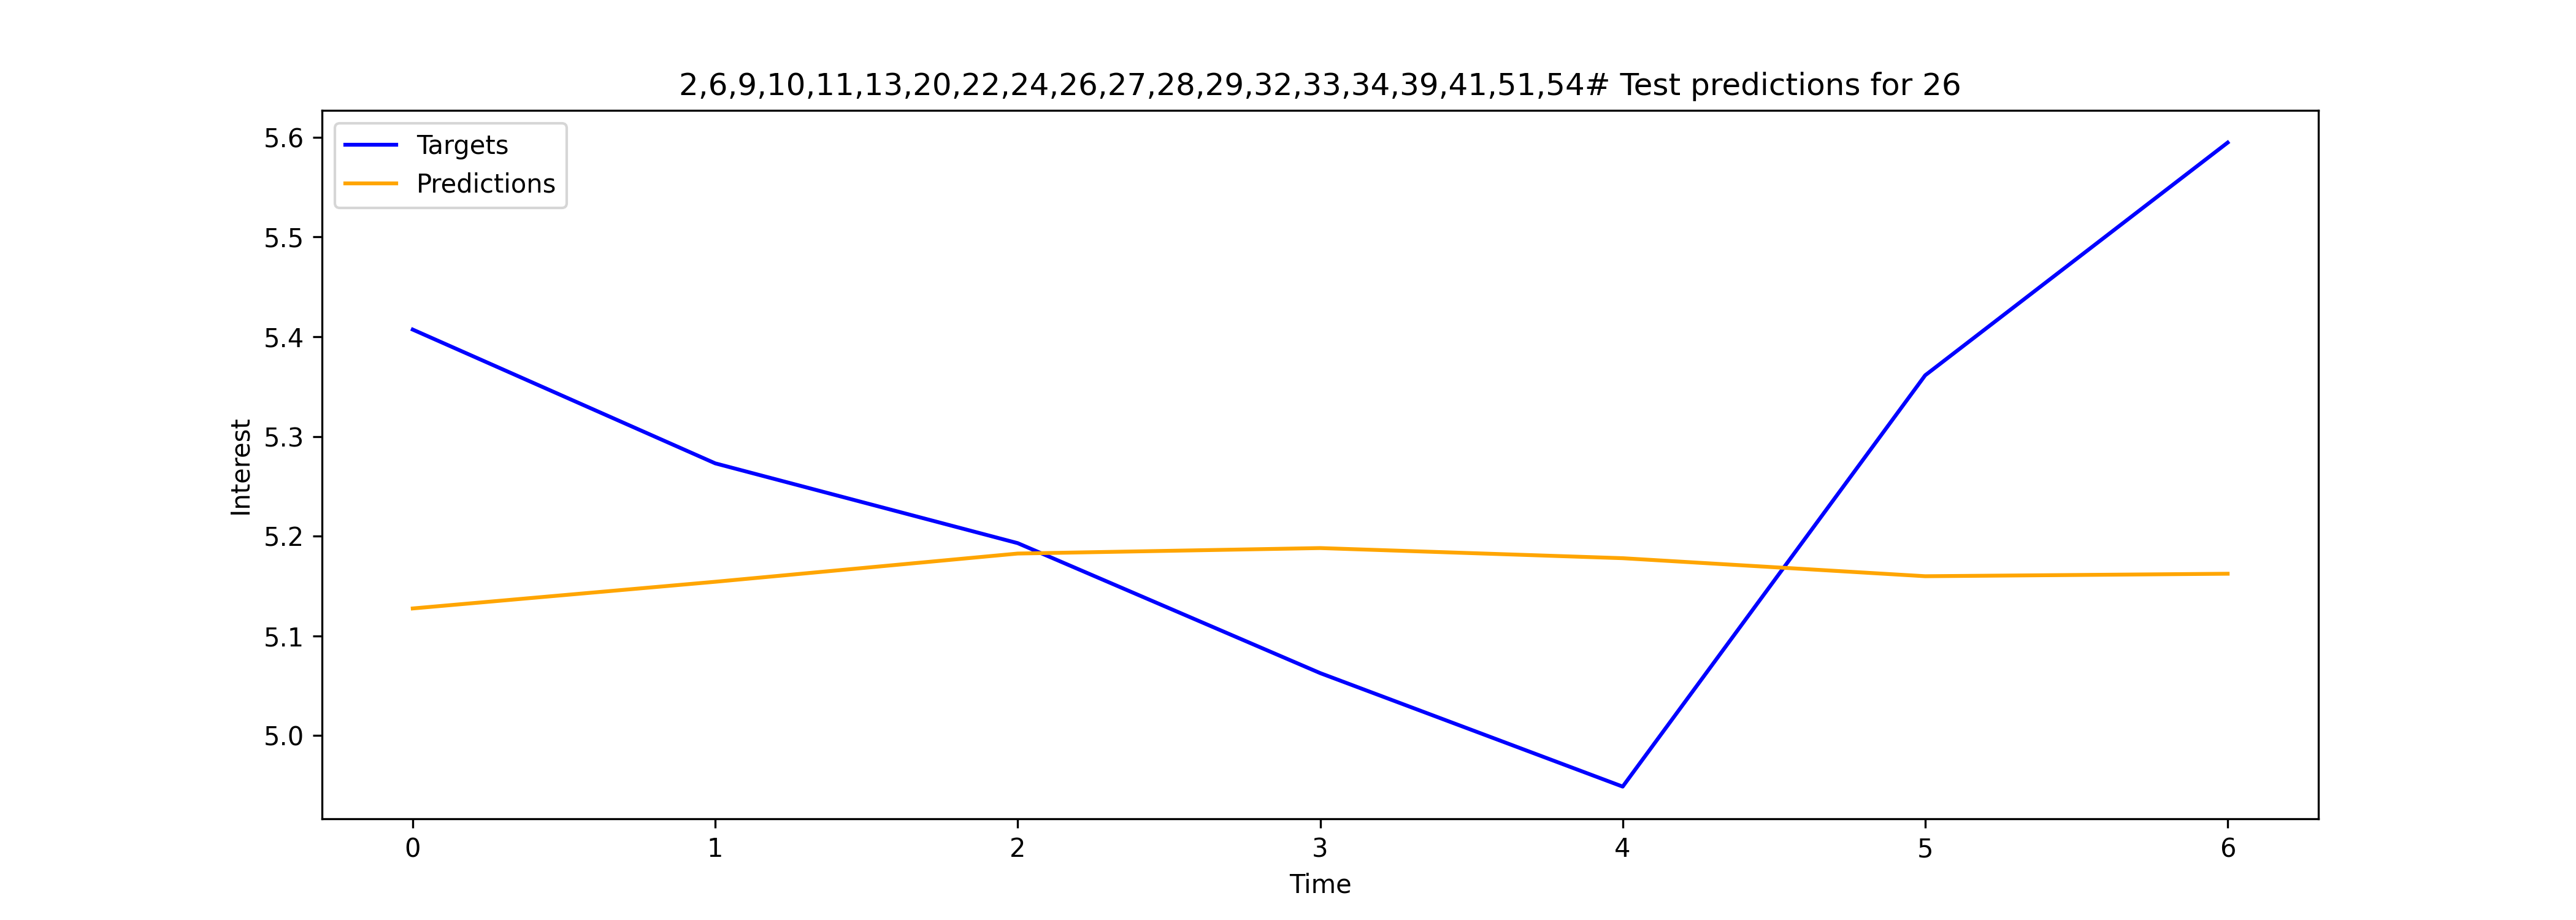 2,6,9,10,11,13,20,22,24,26,27,28,29,32,33,34,39,41,51,54# Test predictions for 26
Targets
Predictions
5.6
5.5
5.4
5.3
5.2
5.1
5.0
Interest
0 1 2 3 4 5 6
Time